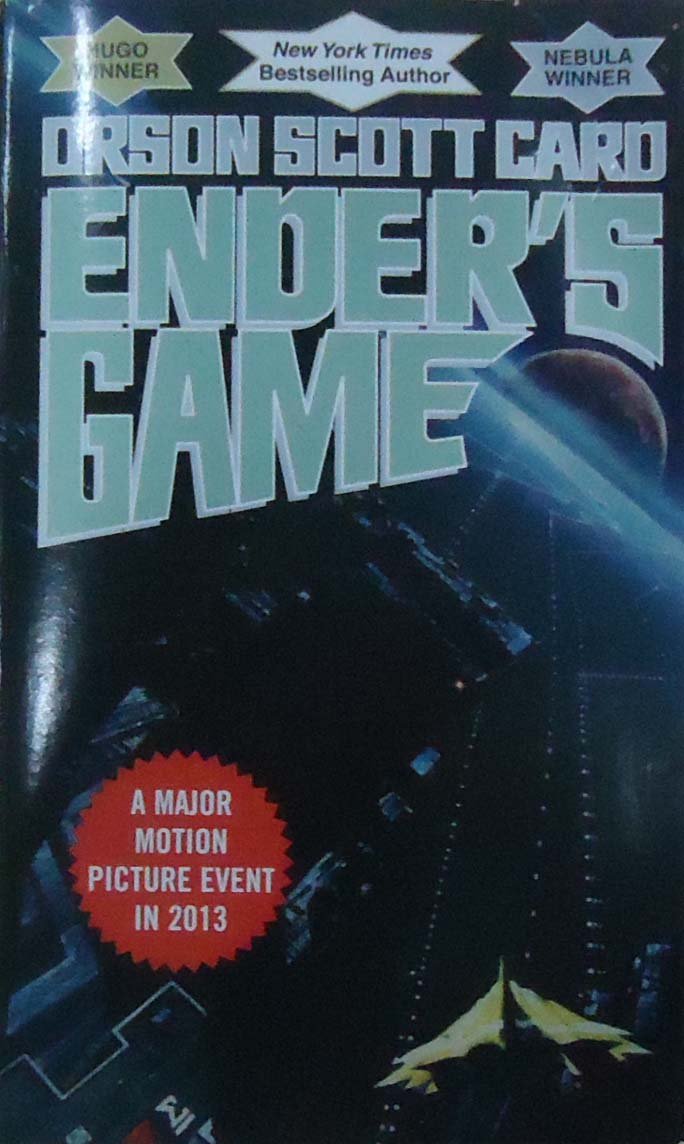 HUGO
WINNER
New York Times
Bestselling Author
NEBULA
WINNER
ORSON SCOTT CARD
ENDER'S
GAME
A MAJOR
MOTION
PICTURE EVENT
IN 2013